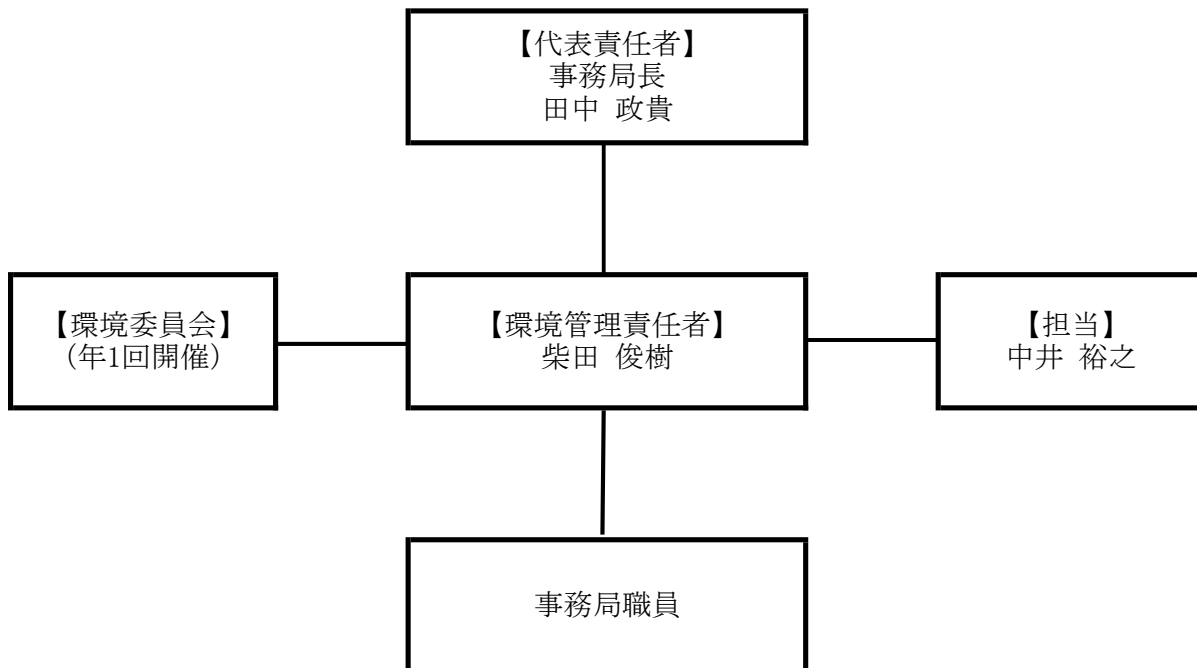 【代表責任者】
事務局長
田中 政貴
【環境委員会】
（年1回開催）
【環境管理責任者】
柴田 俊樹
【担当】
中井 裕之
事務局職員